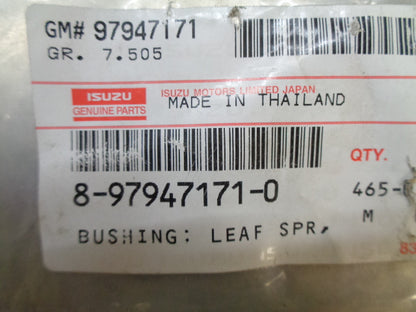 GM# 97947171
GR. 7.505
ISUZU
GENUINE PARTS
ISUZU MOTORS LIMITED JAPAN
MADE IN THAILAND
QTY.
8-97947171-0
465-
M
BUSHING; LEAF SPR,